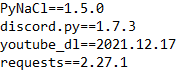 PyNaCl==1.5.0
discord.py==1.7.3
youtube_dl==2021.12.17
requests==2.27.1